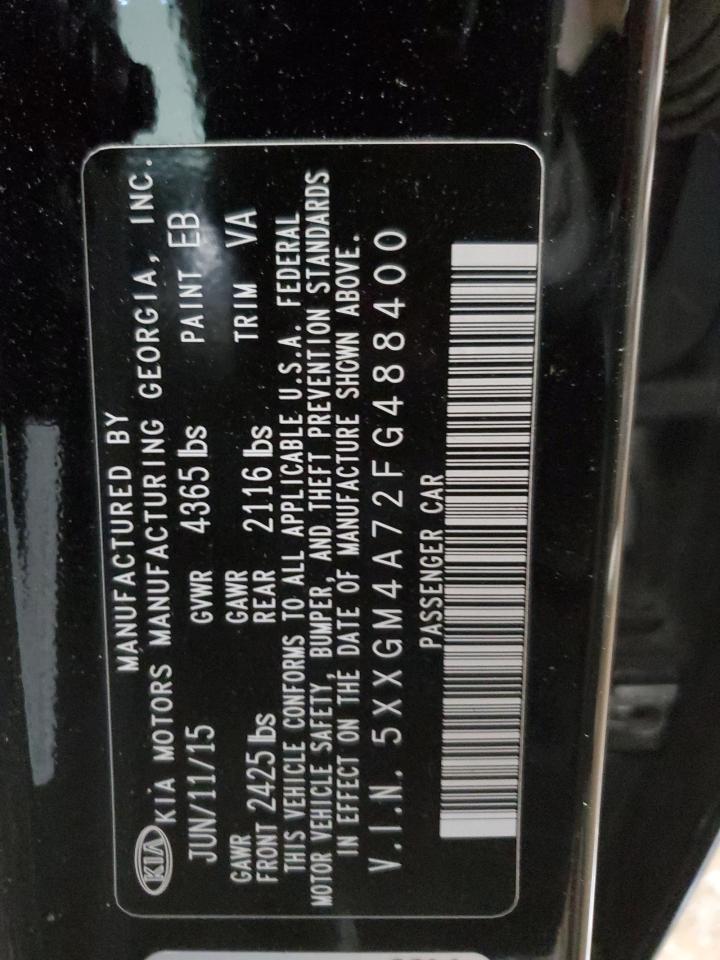 MANUFACTURED BY
KIA KIA MOTORS MANUFACTURING GEORGIA, INC.
JUN/11/15 GVWR 4365 lbs PAINT EB
GAWR FRONT 2425 lbs GAWR REAR 2116 lbs TRIM VA
THIS VEHICLE CONFORMS TO ALL APPLICABLE U.S.A. FEDERAL
MOTOR VEHICLE SAFETY, BUMPER, AND THEFT PREVENTION STANDARDS
IN EFFECT ON THE DATE OF MANUFACTURE SHOWN ABOVE.
V.I.N. 5XXGM4A72FG488400
PASSENGER CAR